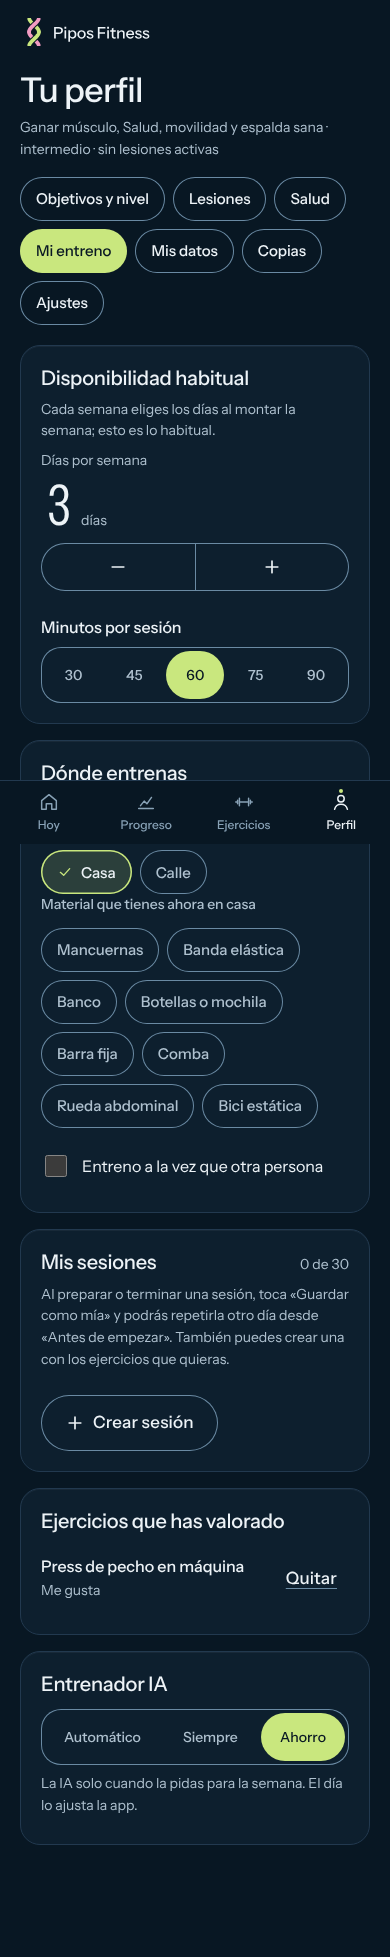 Pipos Fitness
Tu perfil
Ganar músculo, Salud, movilidad y espalda sana ·
intermedio · sin lesiones activas
Objetivos y nivel
Lesiones
Salud
Mi entreno
Mis datos
Copias
Ajustes
Disponibilidad habitual
Cada semana eliges los días al montar la
semana; esto es lo habitual.
Días por semana
3 días
− +
Minutos por sesión
30 45 60 75 90
Dónde entrenas
Hoy Progreso Ejercicios Perfil
Casa Calle
Material que tienes ahora en casa
Mancuernas Banda elástica
Banco Botellas o mochila
Barra fija Comba
Rueda abdominal Bici estática
Entreno a la vez que otra persona
Mis sesiones 0 de 30
Al preparar o terminar una sesión, toca «Guardar
como mía» y podrás repetirla otro día desde
«Antes de empezar». También puedes crear una
con los ejercicios que quieras.
+ Crear sesión
Ejercicios que has valorado
Press de pecho en máquina
Me gusta
Quitar
Entrenador IA
Automático Siempre Ahorro
La IA solo cuando la pidas para la semana. El día
lo ajusta la app.